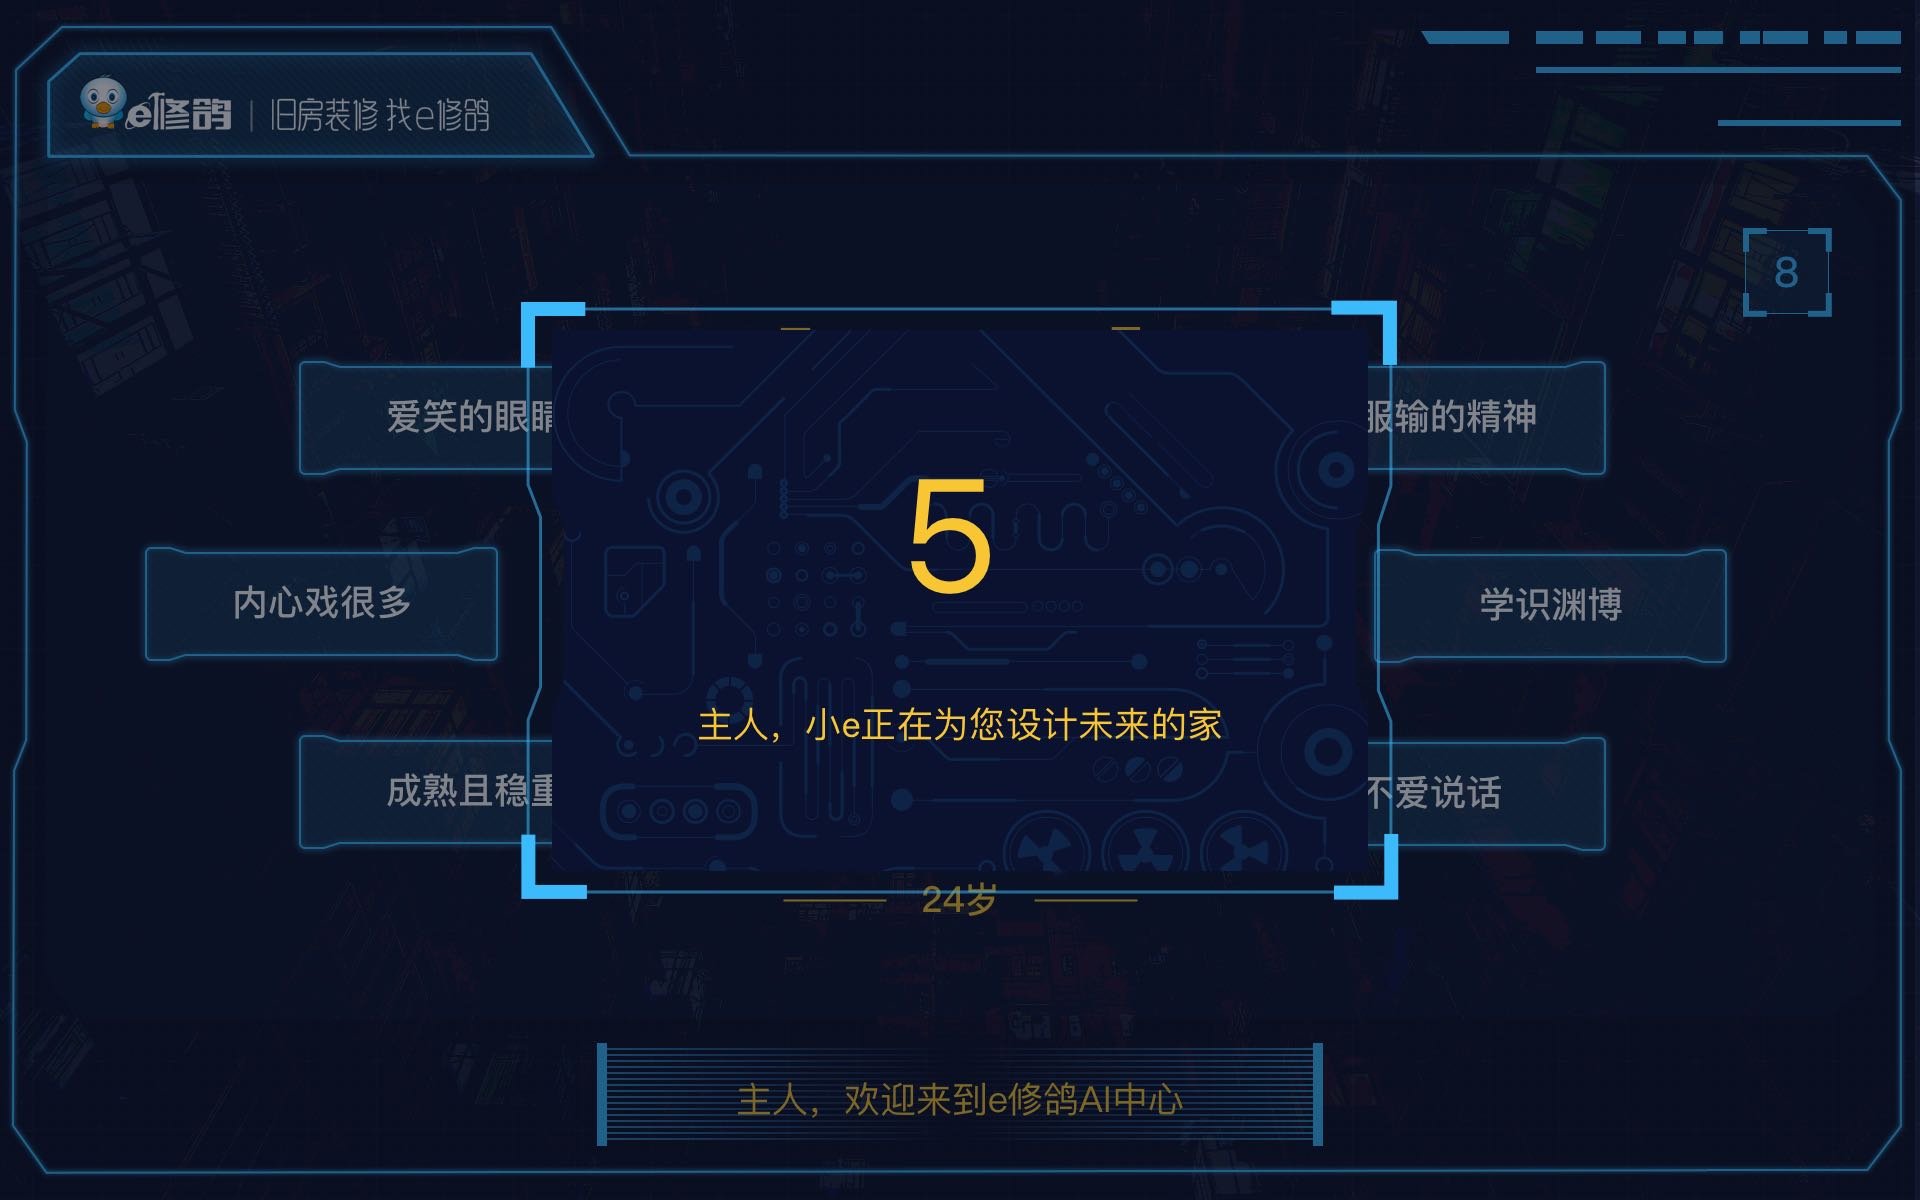 e修鸽 | 旧房装修 找e修鸽
8
爱笑的眼
服输的精神
5
内心戏很多
学识渊博
主人，小e正在为您设计未来的家
成熟且稳重
不爱说话
24岁
主人，欢迎来到e修鸽AI中心